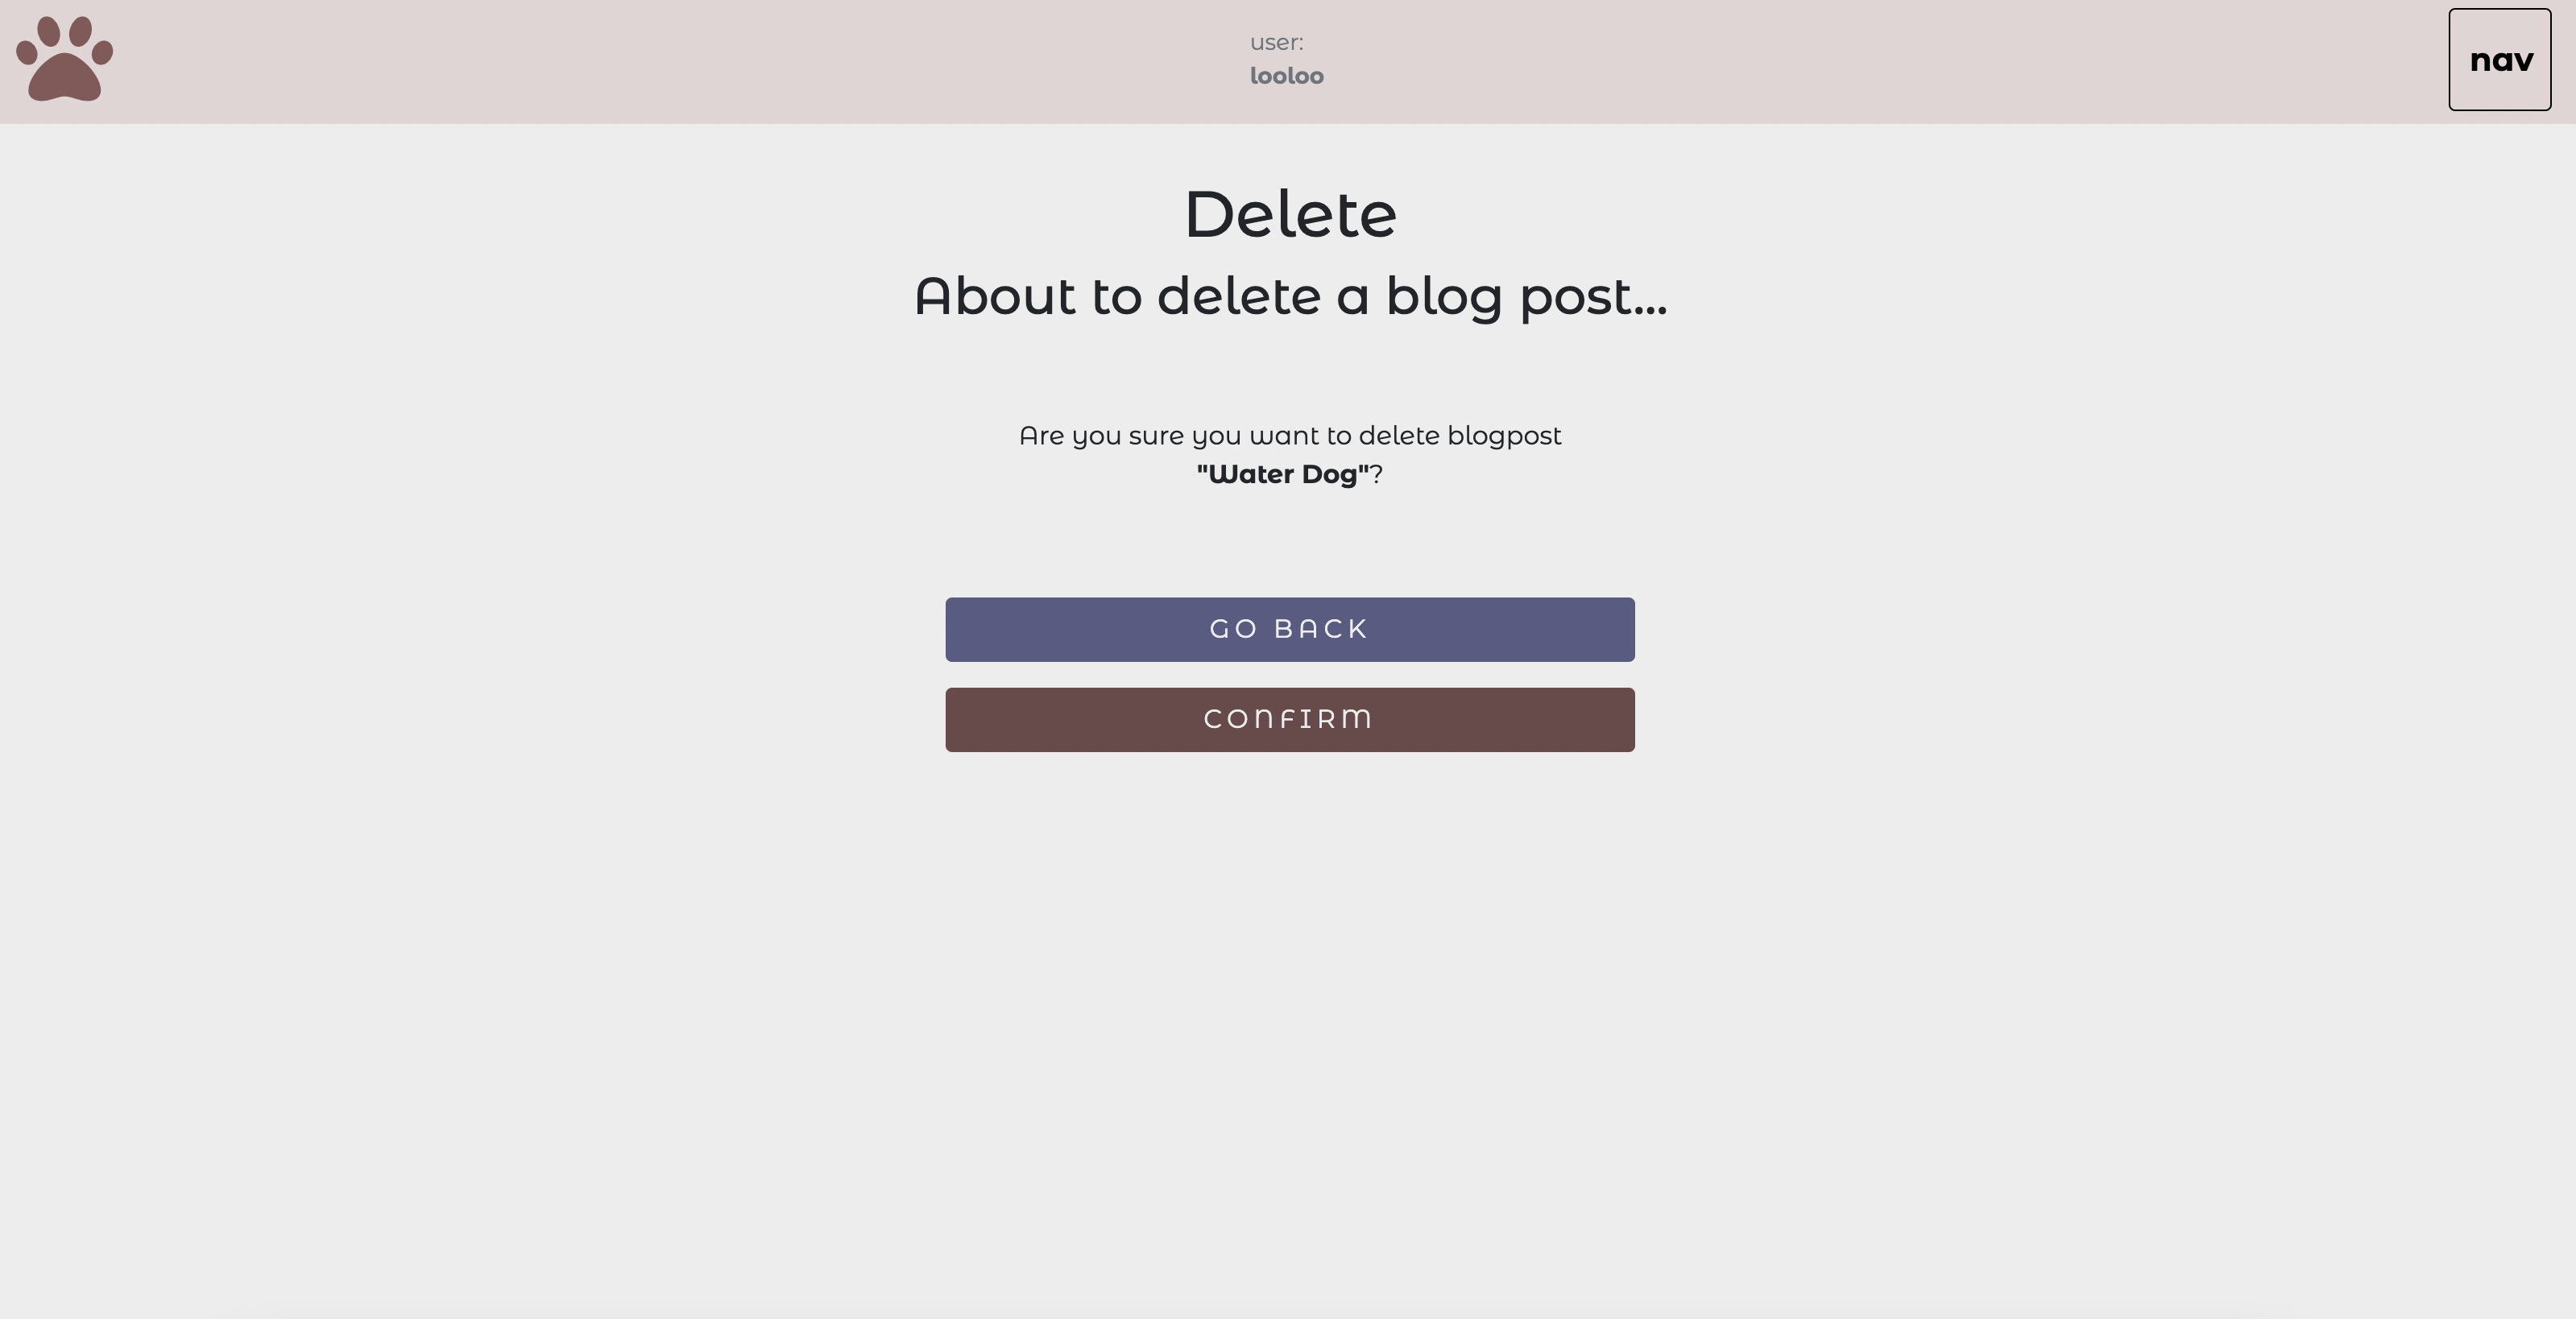 user:
looloo
nav
Delete
About to delete a blog post...
Are you sure you want to delete blogpost
"Water Dog"?
GO BACK
CONFIRM